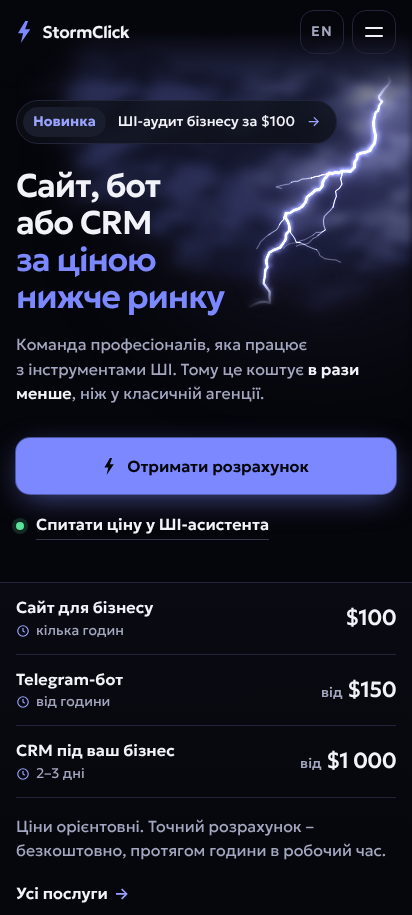 StormClick
EN
Новинка ШІ-аудит бізнесу за $100 →
Сайт, бот
або CRM
за ціною
нижче ринку
Команда професіоналів, яка працює
з інструментами ШІ. Тому це коштує в рази
менше, ніж у класичній агенції.
Отримати розрахунок
Спитати ціну у ШІ-асистента
Сайт для бізнесу
$100
кілька годин
Telegram-бот
від $150
від години
CRM під ваш бізнес
від $1 000
2–3 дні
Ціни орієнтовні. Точний розрахунок –
безкоштовно, протягом години в робочий час.
Усі послуги →